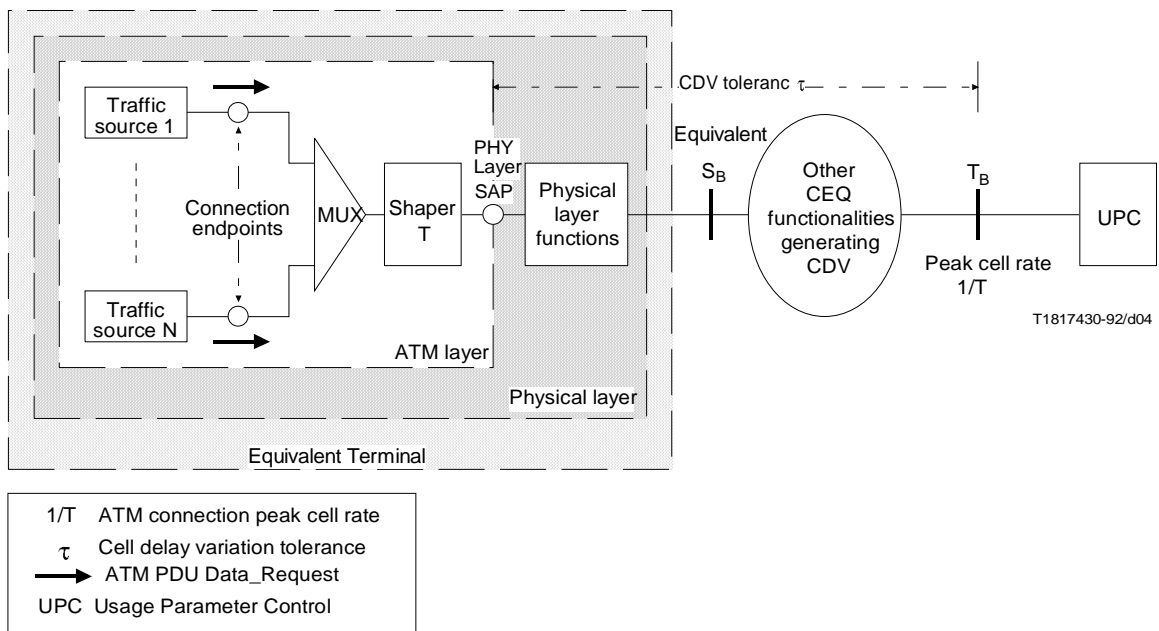 CDV toleranc τ
Traffic
source 1
Equivalent
PHY
Layer
SAP
SB
Other
CEQ
functionalities
generating
CDV
TB
Connection
endpoints
MUX
Shaper
T
Physical
layer
functions
UPC
Peak cell rate
1/T
Traffic
source N
T1817430-92/d04
ATM layer
Physical layer
Equivalent Terminal
1/T ATM connection peak cell rate
τ Cell delay variation tolerance
ATM PDU Data_Request
UPC Usage Parameter Control